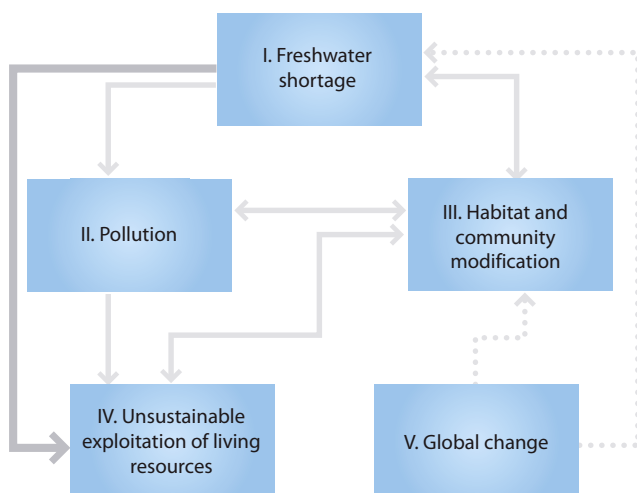 I. Freshwater
shortage
II. Pollution
III. Habitat and
community
modification
IV. Unsustainable
exploitation of living
resources
V. Global change